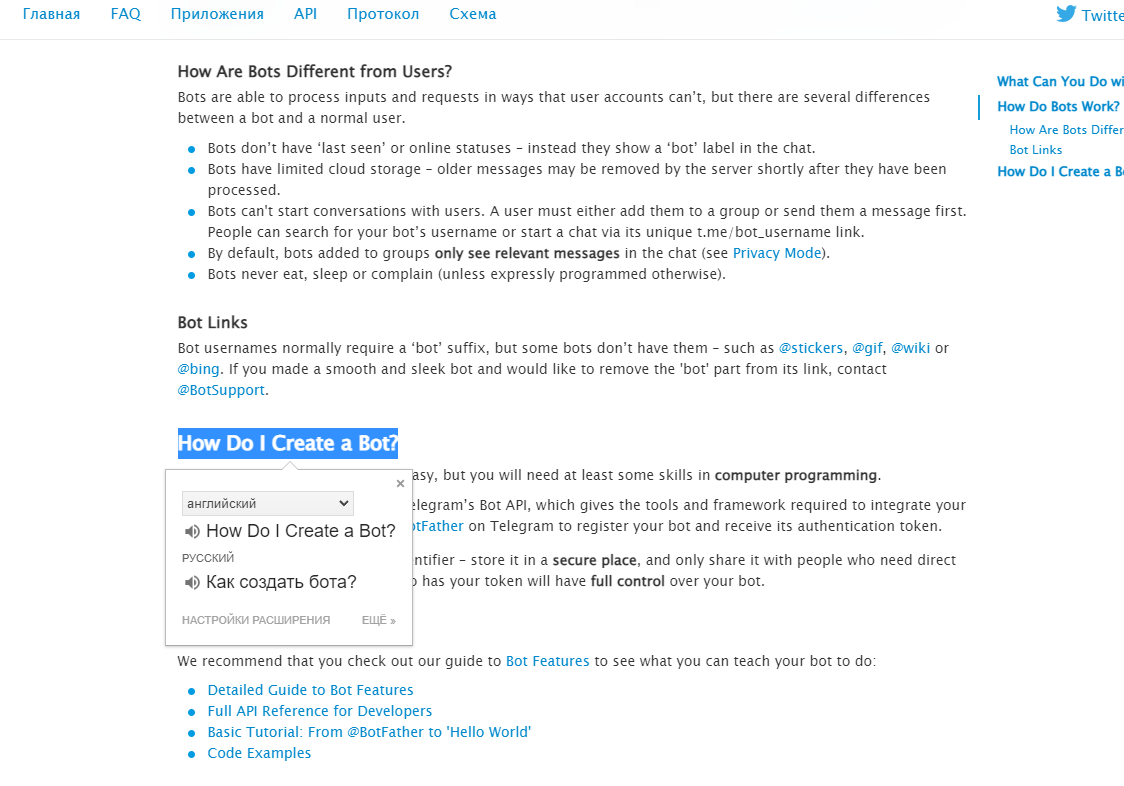 Главная FAQ Приложения API Протокол Схема Twitte
How Are Bots Different from Users?
Bots are able to process inputs and requests in ways that user accounts can’t, but there are several differences
between a bot and a normal user.
Bots don’t have ‘last seen’ or online statuses – instead they show a ‘bot’ label in the chat.
Bots have limited cloud storage – older messages may be removed by the server shortly after they have been
processed.
Bots can't start conversations with users. A user must either add them to a group or send them a message first.
People can search for your bot’s username or start a chat via its unique t.me/bot_username link.
By default, bots added to groups only see relevant messages in the chat (see Privacy Mode).
Bots never eat, sleep or complain (unless expressly programmed otherwise).
Bot Links
Bot usernames normally require a ‘bot’ suffix, but some bots don’t have them – such as @stickers, @gif, @wiki or
@bing. If you made a smooth and sleek bot and would like to remove the 'bot' part from its link, contact
@BotSupport.
How Do I Create a Bot?
asy, but you will need at least some skills in computer programming.
elegram’s Bot API, which gives the tools and framework required to integrate your
otFather on Telegram to register your bot and receive its authentication token.
ntifier – store it in a secure place, and only share it with people who need direct
o has your token will have full control over your bot.
×
английский
How Do I Create a Bot?
РУССКИЙ
Как создать бота?
НАСТРОЙКИ РАСШИРЕНИЯ ЕЩЁ »
We recommend that you check out our guide to Bot Features to see what you can teach your bot to do:
Detailed Guide to Bot Features
Full API Reference for Developers
Basic Tutorial: From @BotFather to 'Hello World'
Code Examples
What Can You Do wi
How Do Bots Work?
How Are Bots Differ
Bot Links
How Do I Create a B